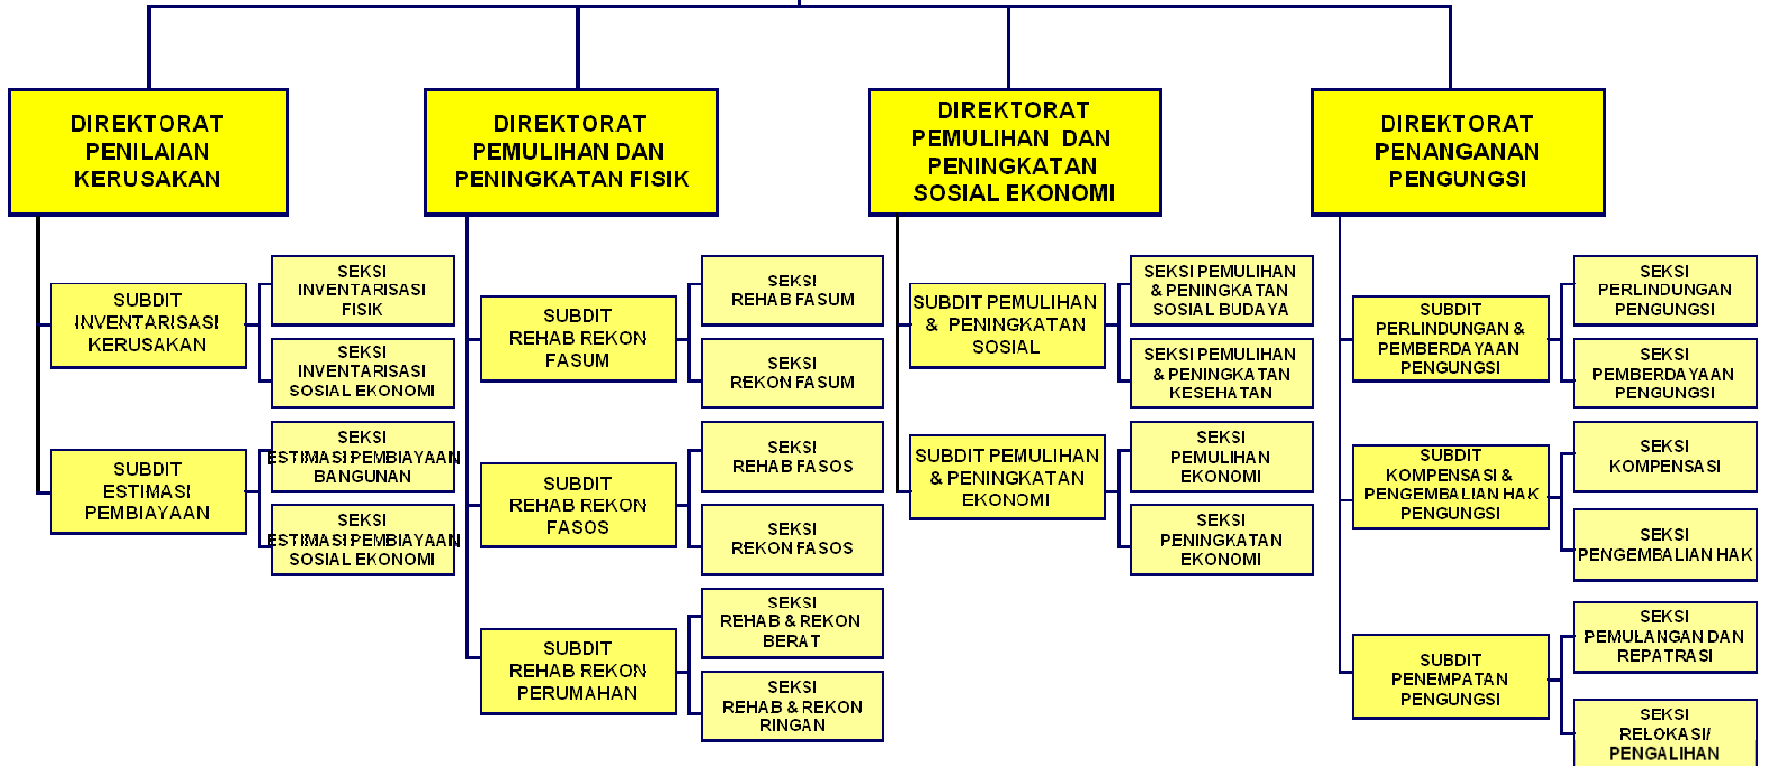 DIREKTORAT
PENILAIAN
KERUSAKAN
SUBDIT
INVENTARISASI
KERUSAKAN
SEKSI
INVENTARISASI
FISIK
SEKSI
INVENTARISASI
SOSIAL EKONOMI
SUBDIT
ESTIMASI
PEMBIAYAAN
SEKSI
ESTIMASI PEMBIAYAAN
BANGUNAN
SEKSI
ESTIMASI PEMBIAYAAN
SOSIAL EKONOMI
DIREKTORAT
PEMULIHAN DAN
PENINGKATAN FISIK
SUBDIT
REHAB REKON
FASUM
SEKSI
REHAB FASUM
SEKSI
REKON FASUM
SUBDIT
REHAB REKON
FASOS
SEKSI
REHAB FASOS
SEKSI
REKON FASOS
SUBDIT
REHAB REKON
PERUMAHAN
SEKSI
REHAB & REKON
BERAT
SEKSI
REHAB & REKON
RINGAN
DIREKTORAT
PEMULIHAN DAN
PENINGKATAN
SOSIAL EKONOMI
SUBDIT PEMULIHAN
& PENINGKATAN
SOSIAL
SEKSI PEMULIHAN
& PENINGKATAN
SOSIAL BUDAYA
SEKSI PEMULIHAN
& PENINGKATAN
KESEHATAN
SUBDIT PEMULIHAN
& PENINGKATAN
EKONOMI
SEKSI
PEMULIHAN
EKONOMI
SEKSI
PENINGKATAN
EKONOMI
DIREKTORAT
PENANGANAN
PENGUNGSI
SUBDIT
PERLINDUNGAN &
PEMBERDAYAAN
PENGUNGSI
SEKSI
PERLINDUNGAN
PENGUNGSI
SEKSI
PEMBERDAYAAN
PENGUNGSI
SUBDIT
KOMPENSASI &
PENGEMBALIAN HAK
PENGUNGSI
SEKSI
KOMPENSASI
SEKSI
PENGEMBALIAN HAK
SUBDIT
PENEMPATAN
PENGUNGSI
SEKSI
PEMULANGAN DAN
REPATRASI
SEKSI
RELOKASI/
PENGALIHAN